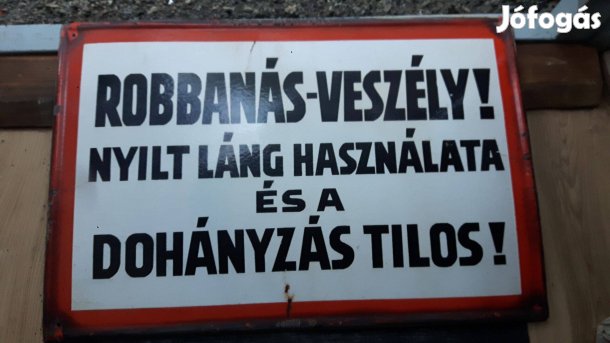 Jófogás
ROBBANÁS-VESZÉLY!
NYILT LÁNG HASZNÁLATA
ÉS A
DOHÁNYZÁS TILOS!